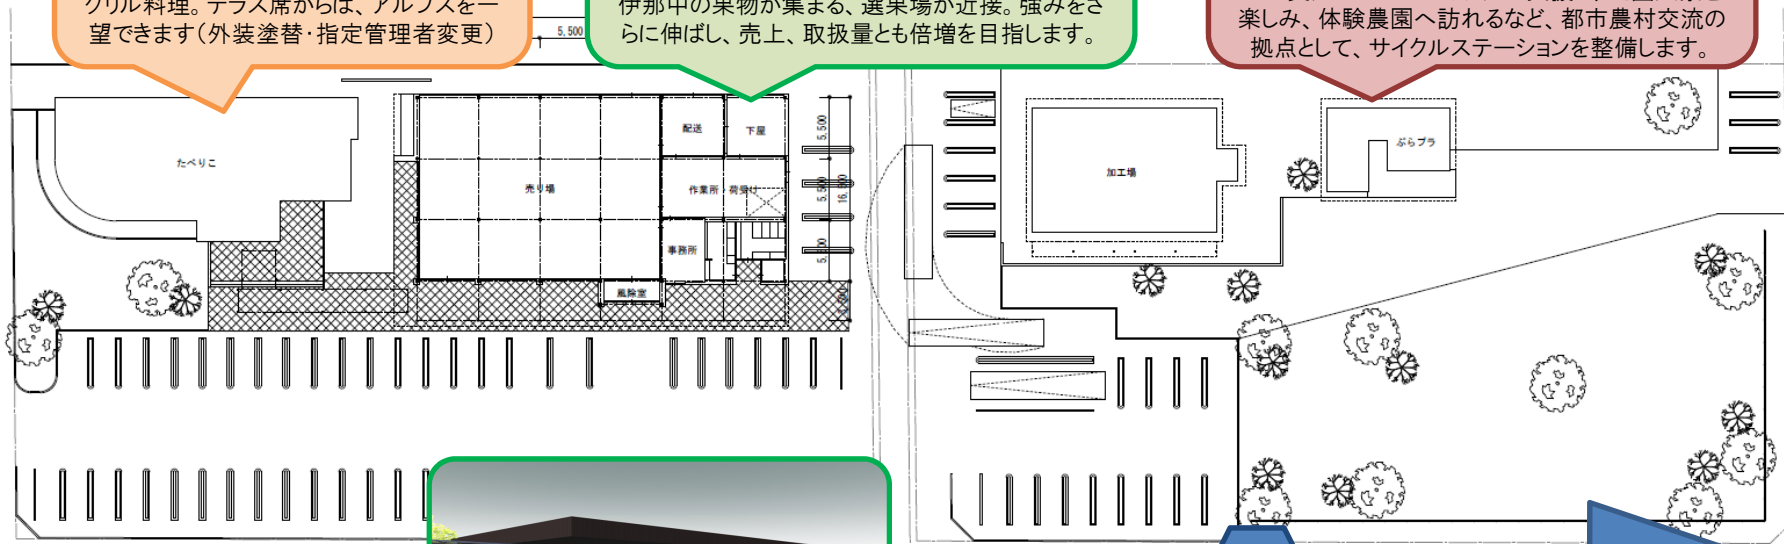 グリル料理。テラス席からは、アルプスを一
望できます（外装塗替・指定管理者変更）
伊那中の果物が集まる、選果場が近接。強みをさ
らに伸ばし、売上、取扱量とも倍増を目指します。
楽しみ、体験農園へ訪れるなど、都市農村交流の
拠点として、サイクルステーションを整備します。
5,500
たべりこ
売り場
配送
下屋
作業所・荷受け
事務所
風除室
5,500
5,500
5,500
加工場
ぷらプラ